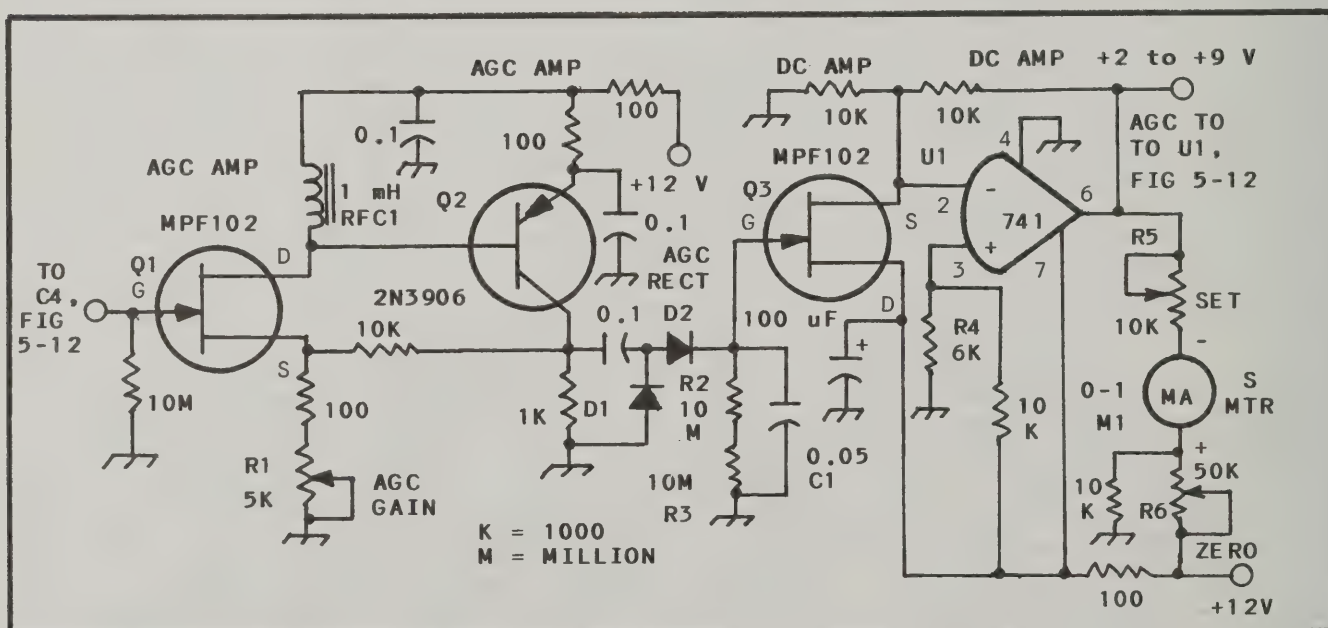 AGC AMP
100
0.1
100
+12 V
0.1
AGC
RECT
AGC AMP
1 mH
RFC1
MPF102
Q1
G
D
S
TO
C4,
FIG
5-12
10M
Q2
2N3906
10K
100
R1
5K
AGC
GAIN
1K
D1
0.1
D2
R2
10
M
10M
R3
0.05
C1
K = 1000
M = MILLION
DC AMP
10K
DC AMP
10K
+2 to +9 V
AGC TO
TO U1,
FIG 5-12
MPF102
Q3
G
S
D
100 uF
+
U1
2
-
+
3
4
741
6
7
R4
6K
10
K
R5
SET
10K
-
0-1
M1
MA
S
MTR
+
50K
10
K
R6
ZERO
100
+12V